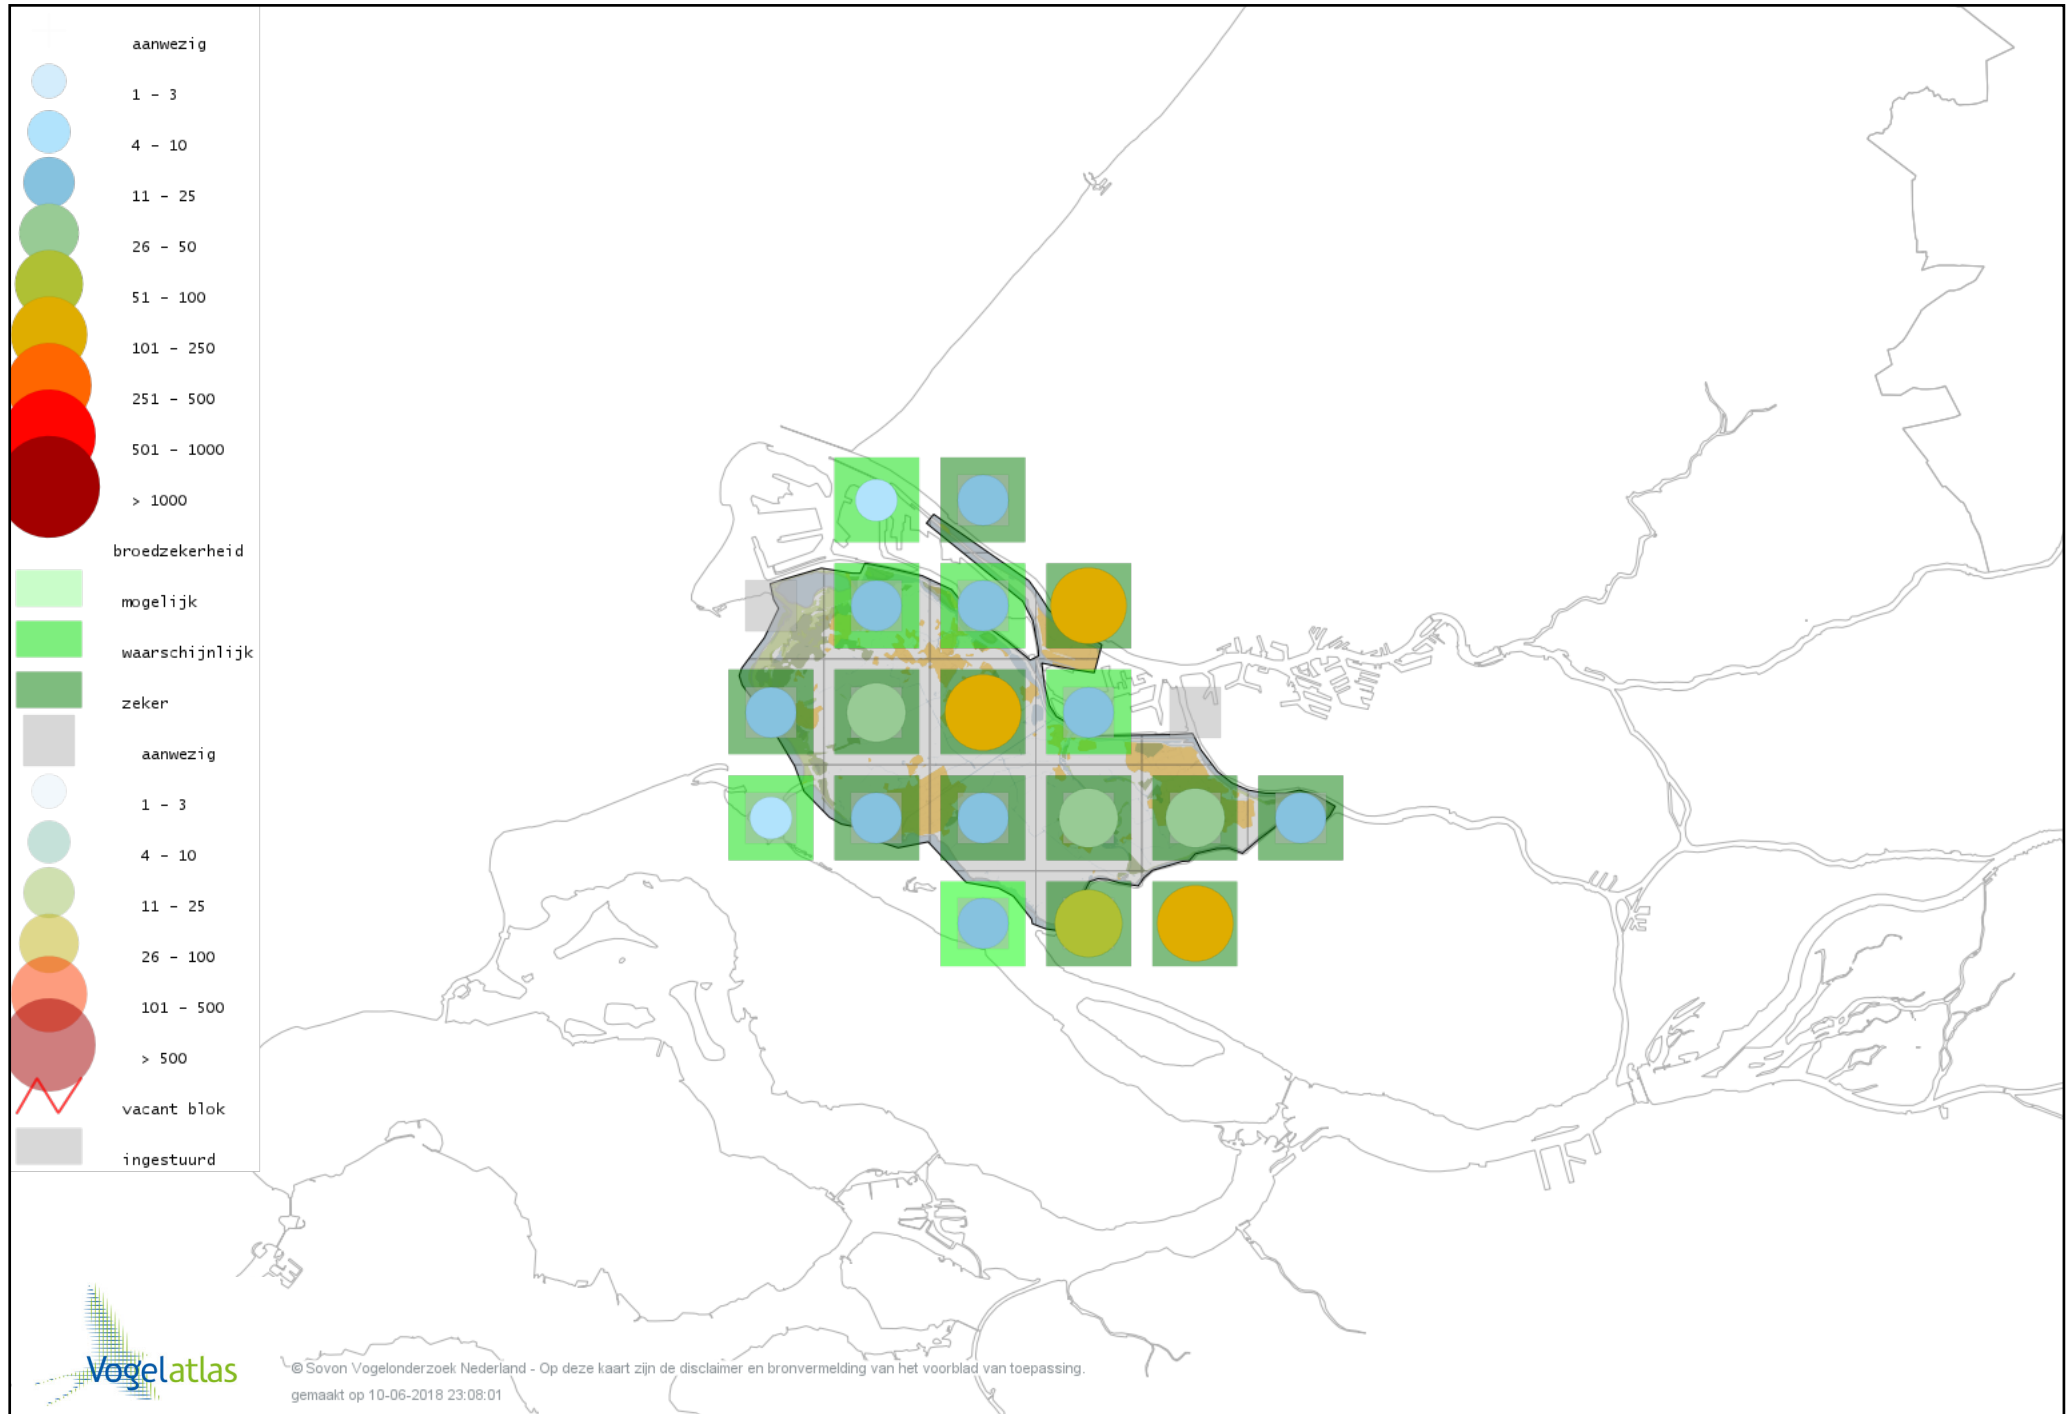 aanwezig
1 - 3
4 - 10
11 - 25
26 - 50
51 - 100
101 - 250
251 - 500
501 - 1000
> 1000
broedzekerheid
mogelijk
waarschijnlijk
zeker
aanwezig
1 - 3
4 - 10
11 - 25
26 - 100
101 - 500
> 500
vacant blok
ingestuurd
Vogelatlas
© Sovon Vogelonderzoek Nederland - Op deze kaart zijn de disclaimer en bronvermelding van het voorblad van toepassing.
gemaakt op 10-06-2018 23:08:01